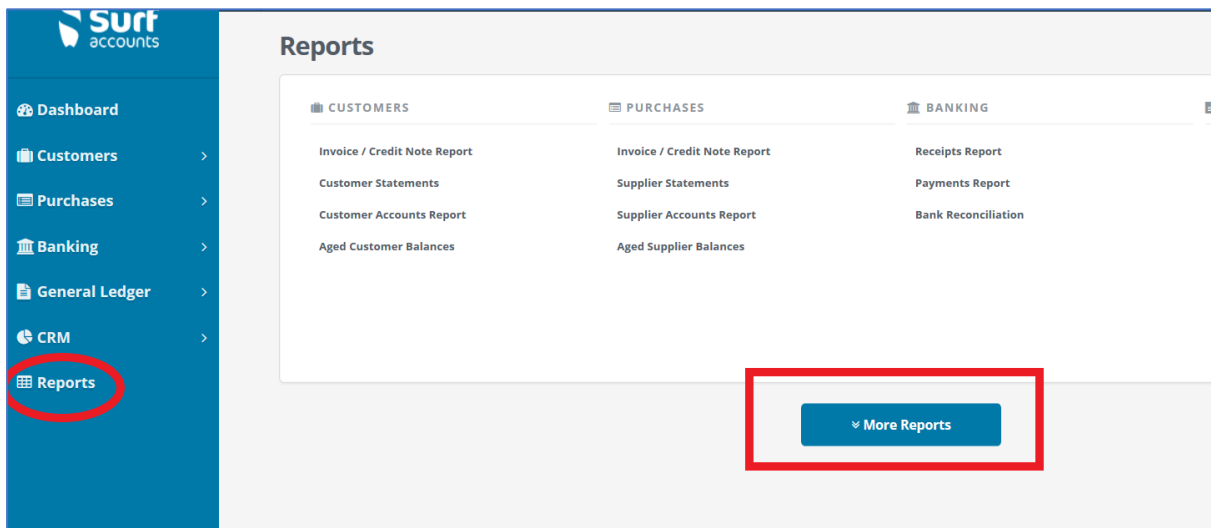 Surf
accounts
Dashboard
Customers
Purchases
Banking
General Ledger
CRM
Reports
Reports
CUSTOMERS
Invoice / Credit Note Report
Customer Statements
Customer Accounts Report
Aged Customer Balances
PURCHASES
Invoice / Credit Note Report
Supplier Statements
Supplier Accounts Report
Aged Supplier Balances
BANKING
Receipts Report
Payments Report
Bank Reconciliation
More Reports